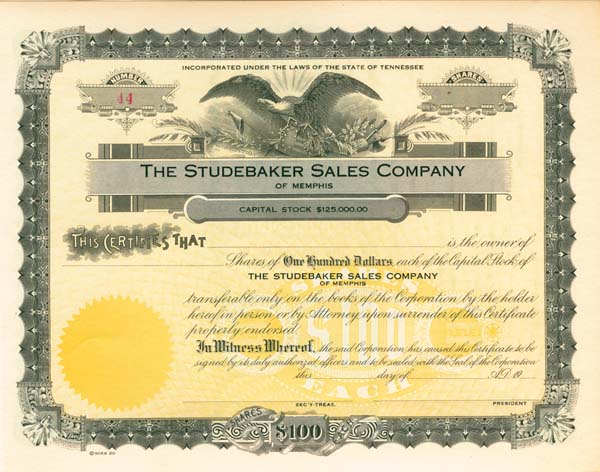 INCORPORATED UNDER THE LAWS OF THE STATE OF TENNESSEE
NUMBER
SHARES
44
THE STUDEBAKER SALES COMPANY
OF MEMPHIS
CAPITAL STOCK $125,000.00
THIS CERTIFIES THAT
is the owner of
Shares of One Hundred Dollars each of the Capital Stock of
THE STUDEBAKER SALES COMPANY
OF MEMPHIS
transferable only on the books of the Corporation by the holder
hereof in person or by Attorney upon surrender of this Certificate
properly endorsed.
In Witness Whereof, the said Corporation has caused this Certificate to be
signed by its duly authorized officers and to be sealed with the Seal of the Corporation
this day of A.D. 19
SHARES
$100
EACH
SEC'Y-TREAS.
PRESIDENT
SHARES
$100